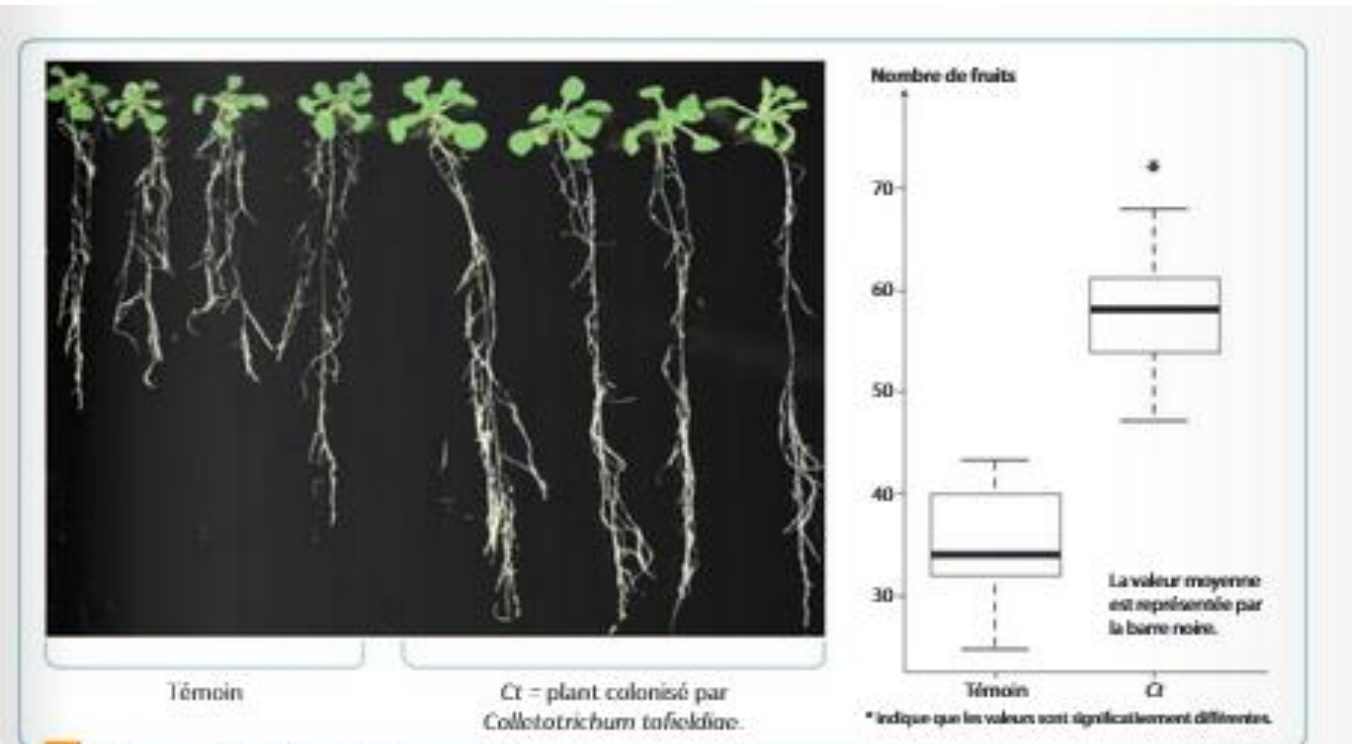 Nombre de fruits
70
60
50
40
30
La valeur moyenne
est représentée par
la barre noire.
Témoin
Ct
* indique que les valeurs sont significativement différentes.
Témoin
Ct = plant colonisé par
Colletotrichum tofieldiae.